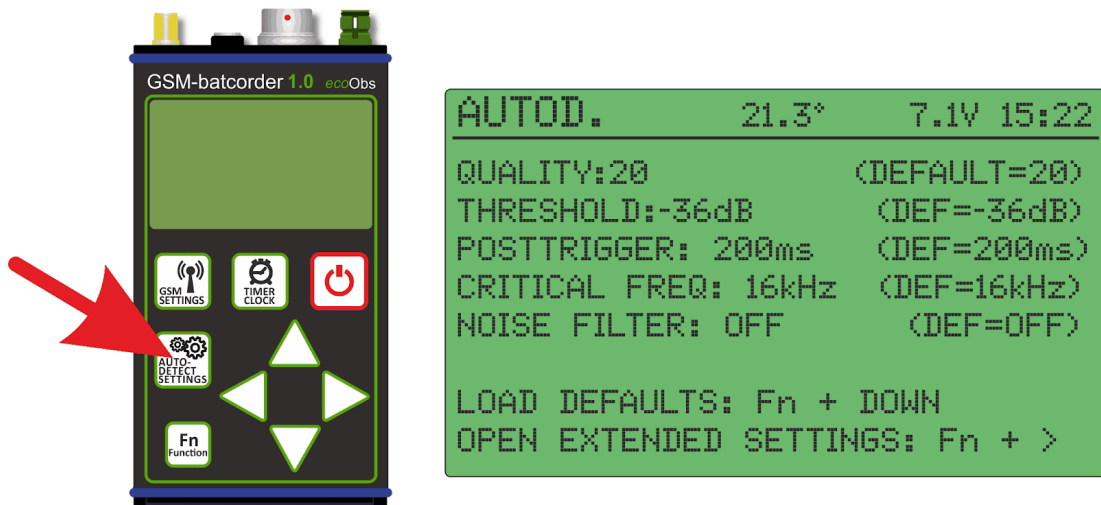 GSM-batcorder 1.0 ecoObs
GSM
SETTINGS
TIMER
CLOCK
AUTO-
DETECT
SETTINGS
Fn
Function
AUTOD. 21.3° 7.1V 15:22
QUALITY:20 (DEFAULT=20)
THRESHOLD:-36dB (DEF=-36dB)
POSTTRIGGER: 200ms (DEF=200ms)
CRITICAL FREQ: 16kHz (DEF=16kHz)
NOISE FILTER: OFF (DEF=OFF)
LOAD DEFAULTS: Fn + DOWN
OPEN EXTENDED SETTINGS: Fn + >